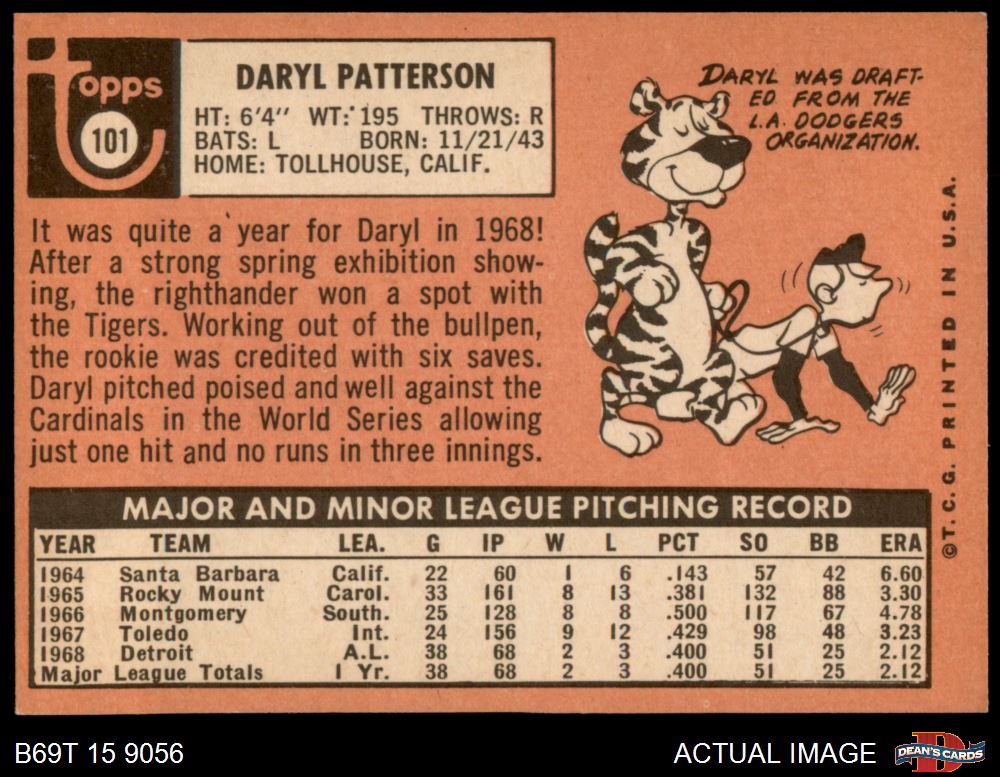 topps
101
DARYL PATTERSON
HT: 6'4" WT: 195 THROWS: R
BATS: L BORN: 11/21/43
HOME: TOLLHOUSE, CALIF.
DARYL WAS DRAFT-
ED FROM THE
L.A. DODGERS
ORGANIZATION.
It was quite a year for Daryl in 1968!
After a strong spring exhibition show-
ing, the righthander won a spot with
the Tigers. Working out of the bullpen,
the rookie was credited with six saves.
Daryl pitched poised and well against the
Cardinals in the World Series allowing
just one hit and no runs in three innings.
MAJOR AND MINOR LEAGUE PITCHING RECORD
YEAR TEAM LEA. G IP W L PCT SO BB ERA
1964 Santa Barbara Calif. 22 60 1 6 .143 57 42 6.60
1965 Rocky Mount Carol. 33 161 8 13 .381 132 88 3.30
1966 Montgomery South. 25 128 8 8 .500 117 67 4.78
1967 Toledo Int. 24 156 9 12 .429 98 48 3.23
1968 Detroit A.L. 38 68 2 3 .400 51 25 2.12
Major League Totals 1 Yr. 38 68 2 3 .400 51 25 2.12
©T.C.G. PRINTED IN U.S.A.
B69T 15 9056
ACTUAL IMAGE
D
DEAN'S CARDS